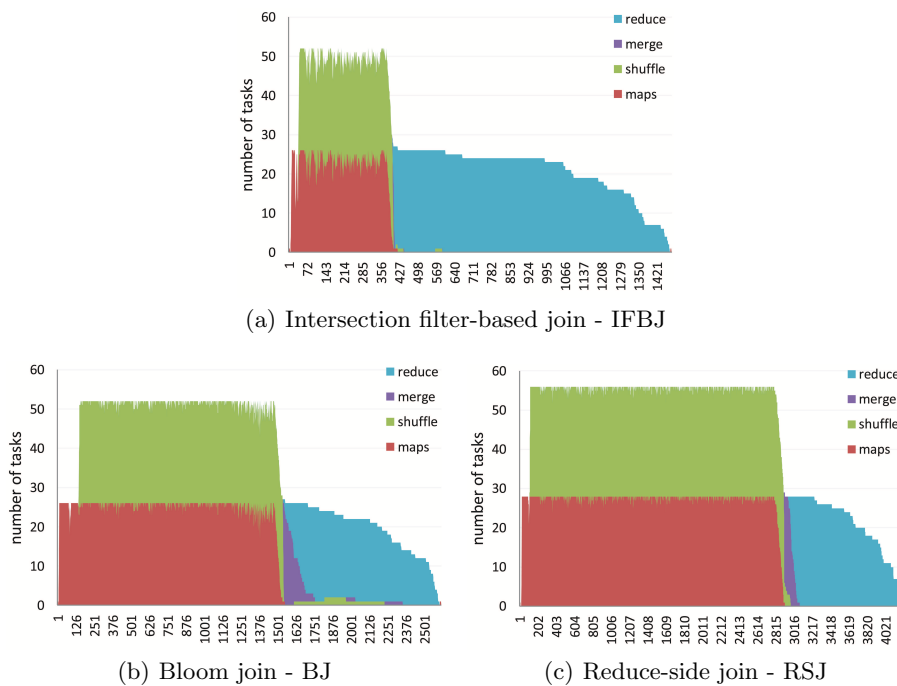 60
50
40
30
20
10
0
number of tasks
reduce
merge
shuffle
maps
1 72 143 214 285 356 427 498 569 640 711 782 853 924 995 1066 1137 1208 1279 1350 1421
(a) Intersection filter-based join - IFBJ
60
50
40
30
20
10
0
number of tasks
reduce
merge
shuffle
maps
1 126 251 376 501 626 751 876 1001 1126 1251 1376 1501 1626 1751 1876 2001 2126 2251 2376 2501
(b) Bloom join - BJ
60
50
40
30
20
10
0
number of tasks
reduce
merge
shuffle
maps
1 202 403 604 805 1006 1207 1408 1609 1810 2011 2212 2413 2614 2815 3016 3217 3418 3619 3820 4021
(c) Reduce-side join - RSJ